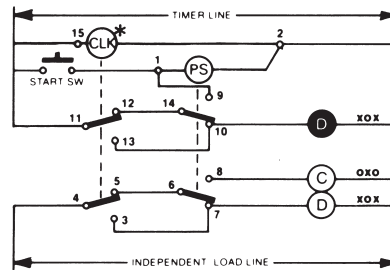 TIMER LINE
15 CLK * 2
START SW 1 PS
9
12 14
11 10 D XOX
13
8 C OXO
5 6
4 7 D XOX
3
INDEPENDENT LOAD LINE